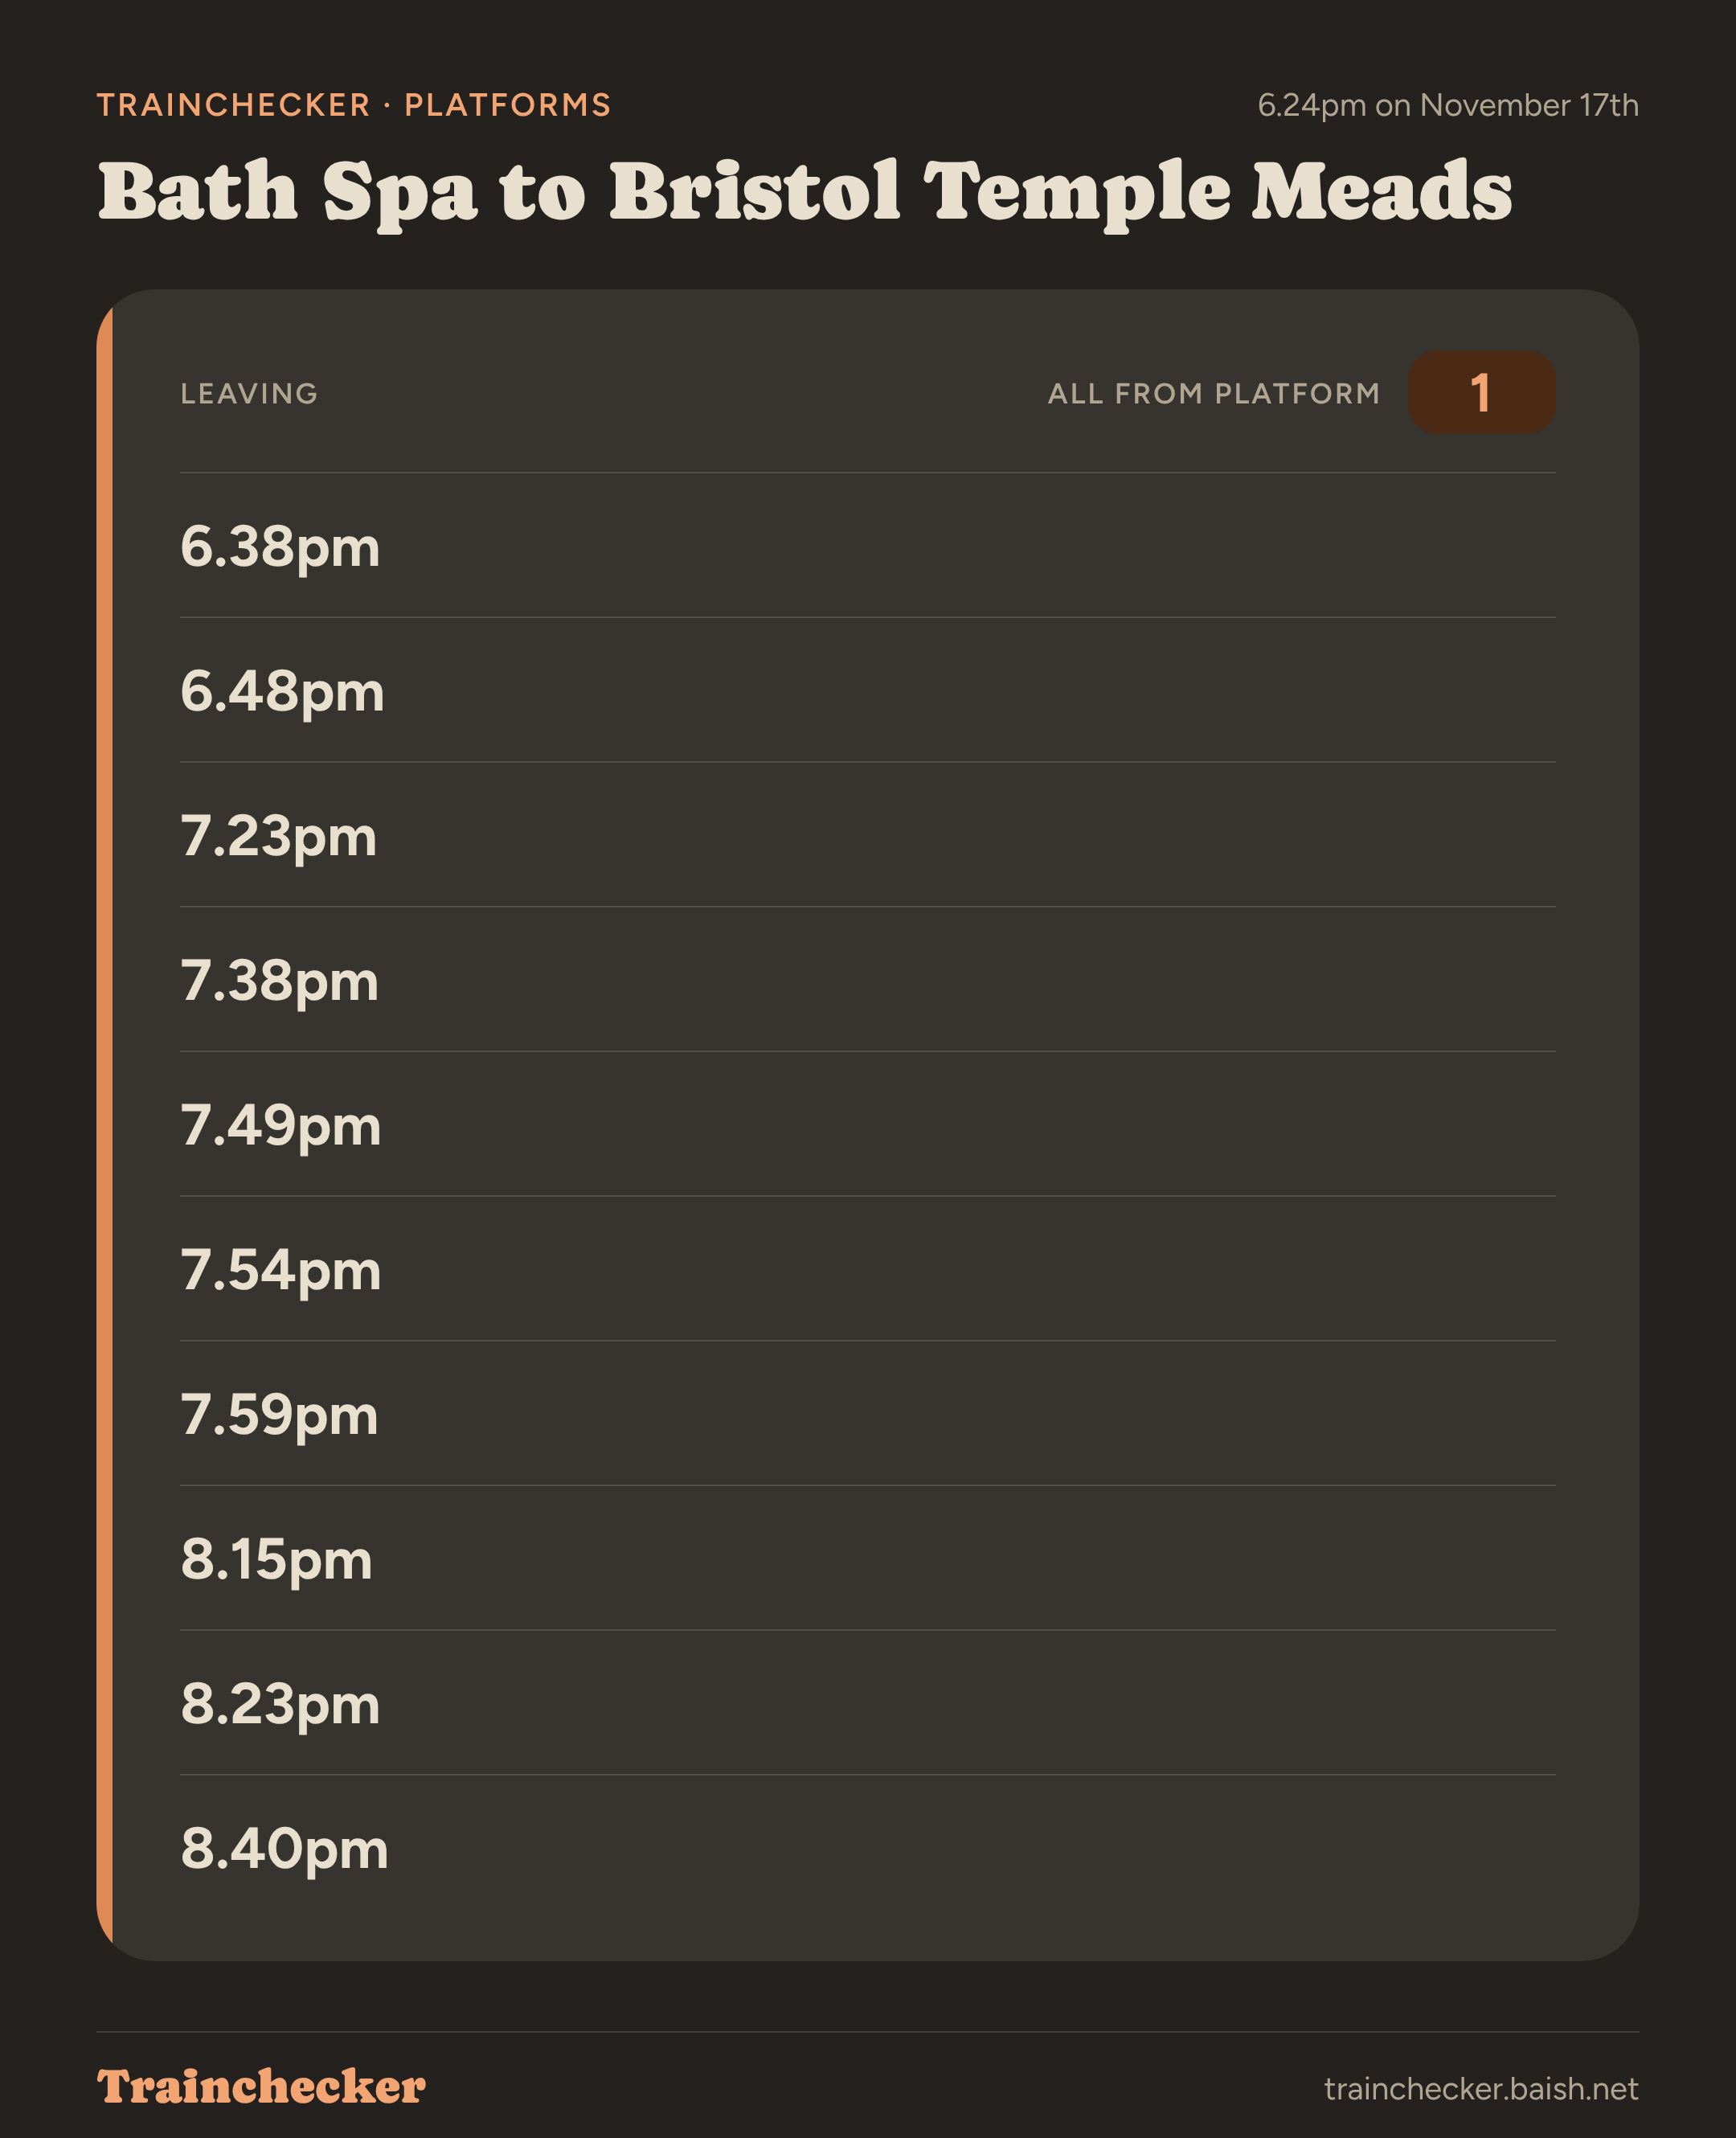 TRAINCHECKER · PLATFORMS
6.24pm on November 17th
Bath Spa to Bristol Temple Meads
LEAVING
ALL FROM PLATFORM 1
6.38pm
6.48pm
7.23pm
7.38pm
7.49pm
7.54pm
7.59pm
8.15pm
8.23pm
8.40pm
Trainchecker
trainchecker.baish.net